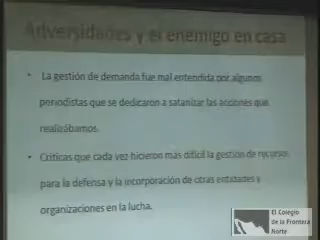 Adversidades y el enemigo en casa
• La gestión de demanda fue mal entendida por algunos
periodistas que se dedicaron a satanizar las acciones que
realizábamos.
• Criticas que cada vez hicieron más difícil la gestión de recursos
para la defensa y la incorporación de otras entidades y
organizaciones en la lucha.
El Colegio
de la Frontera
Norte